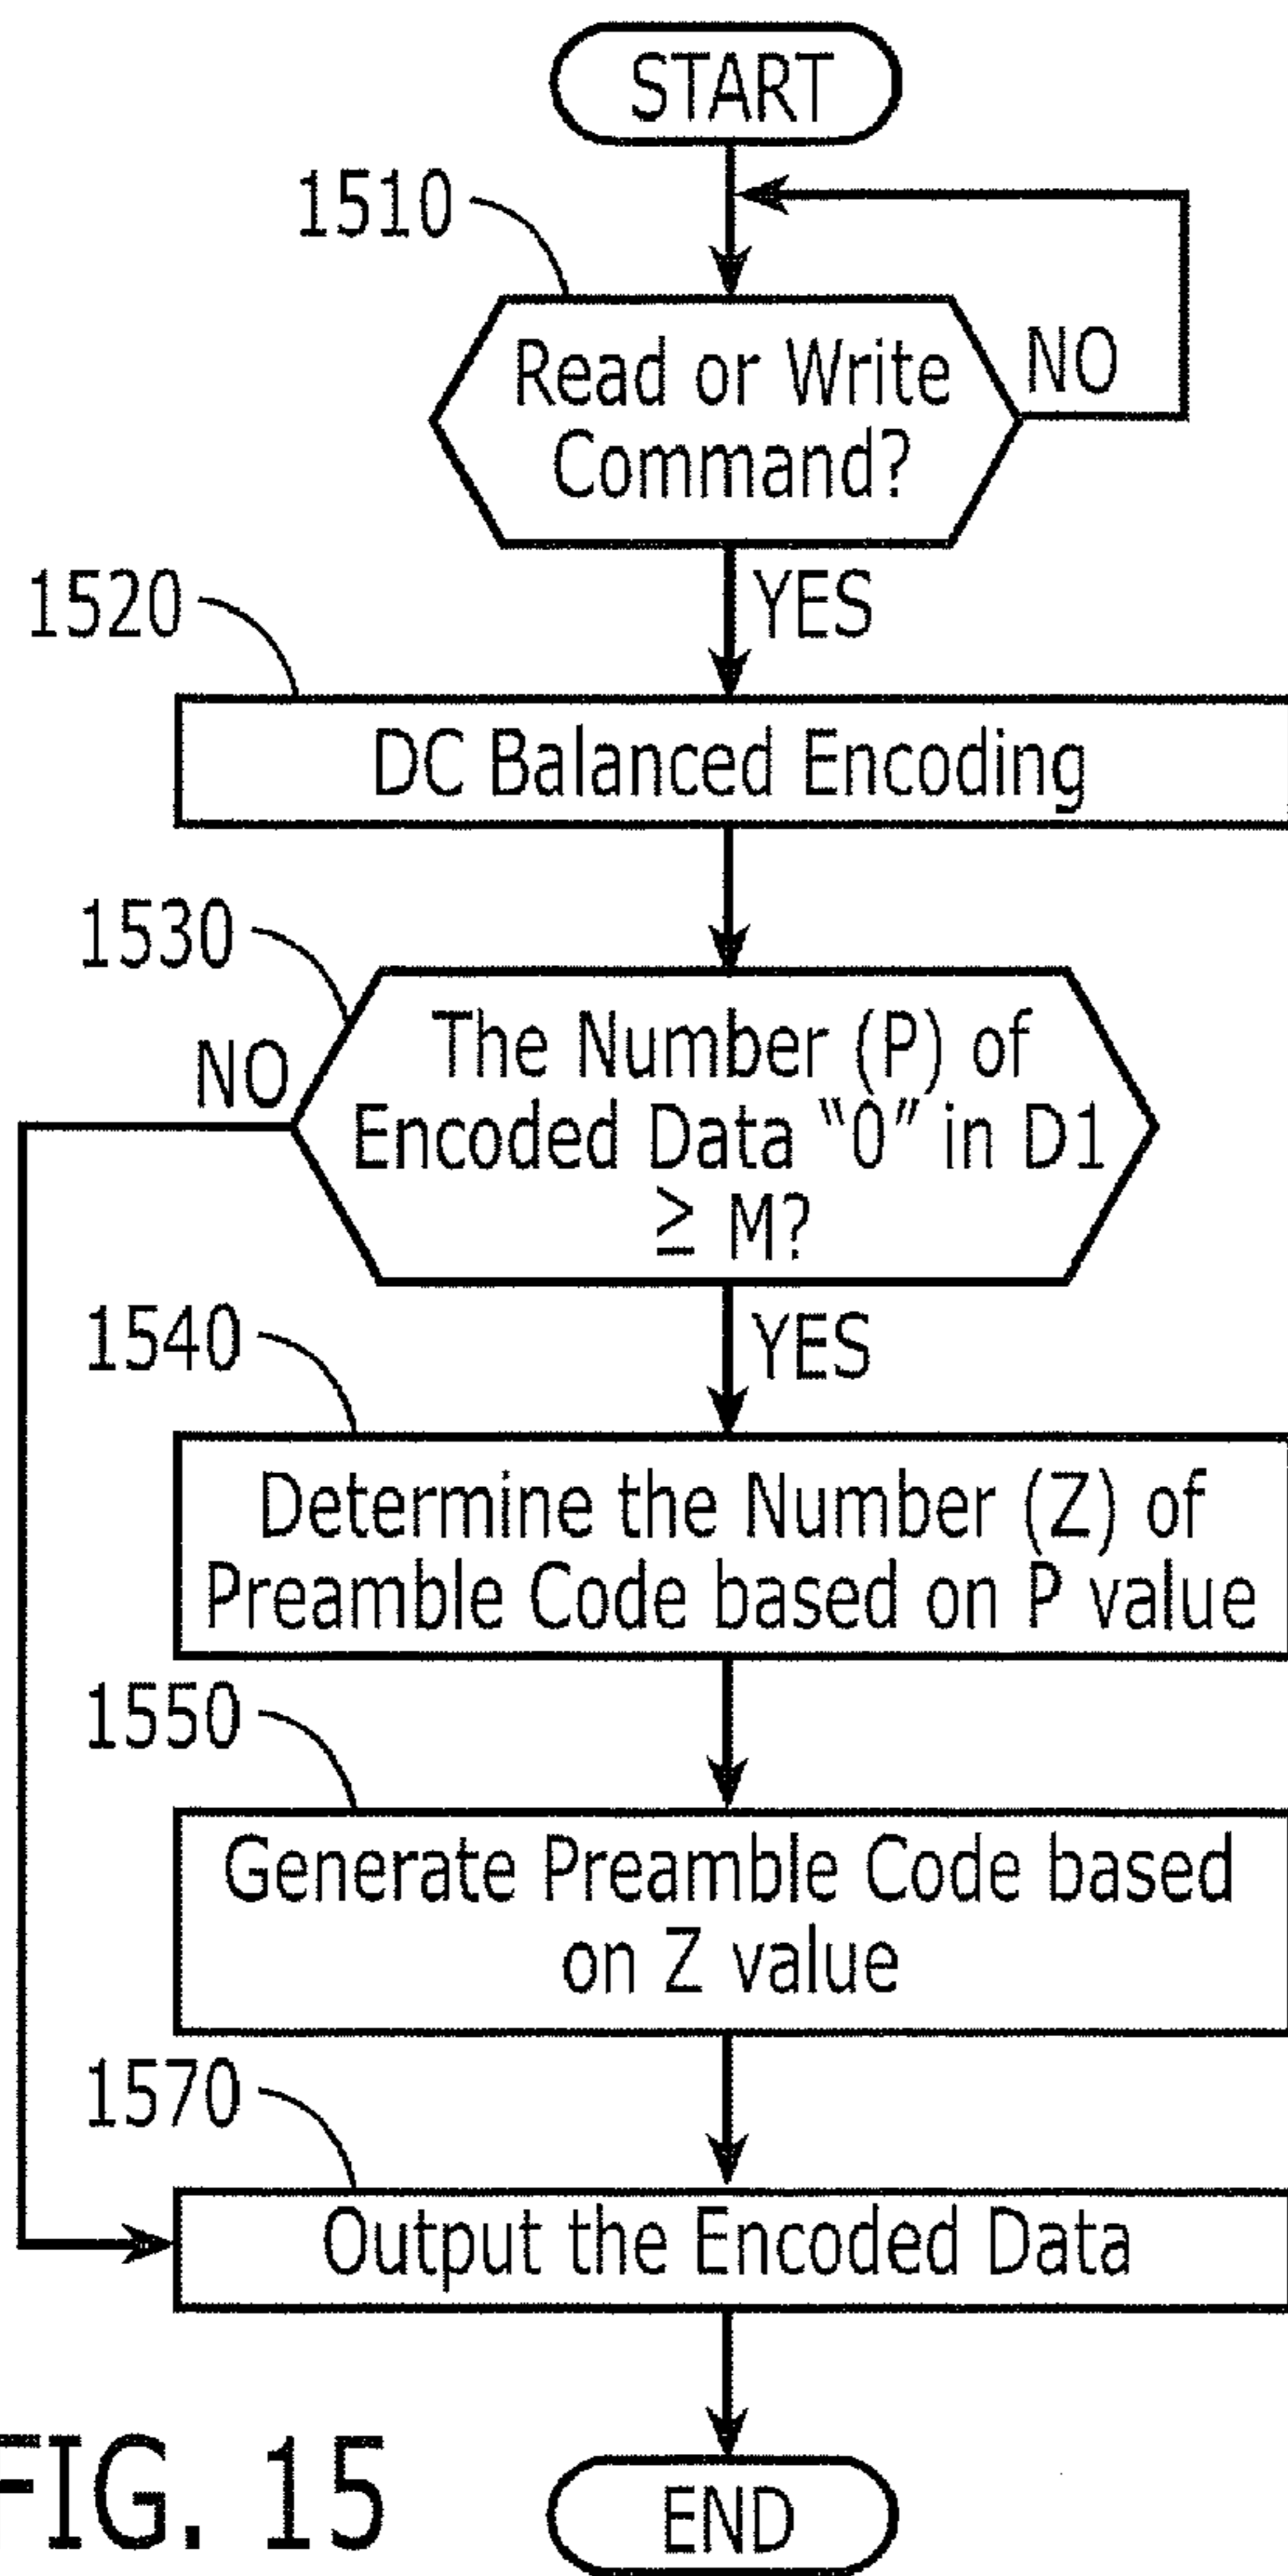 START
1510
Read or Write
Command?
NO
YES
1520
DC Balanced Encoding
1530
NO
The Number (P) of
Encoded Data “0” in D1
≥ M?
YES
1540
Determine the Number (Z) of
Preamble Code based on P value
1550
Generate Preamble Code based
on Z value
1570
Output the Encoded Data
END
FIG. 15